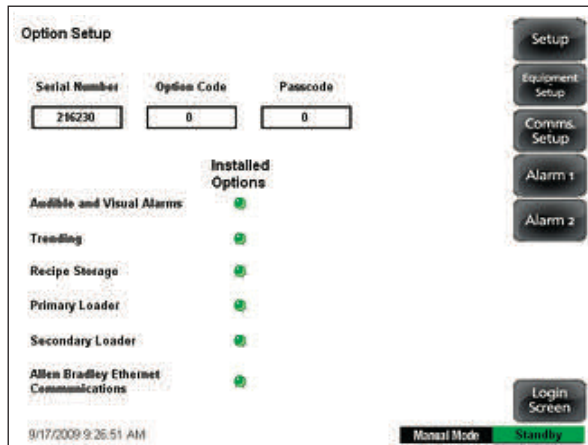 Option Setup
Setup
Equipment
Setup
Serial Number Option Code Passcode
216230 0 0
Comms.
Setup
Installed
Options
Alarm 1
Alarm 2
Audible and Visual Alarms
Trending
Recipe Storage
Primary Loader
Secondary Loader
Allen Bradley Ethernet
Communications
Login
Screen
9/17/2009 9:26:51 AM Manual Mode Standby